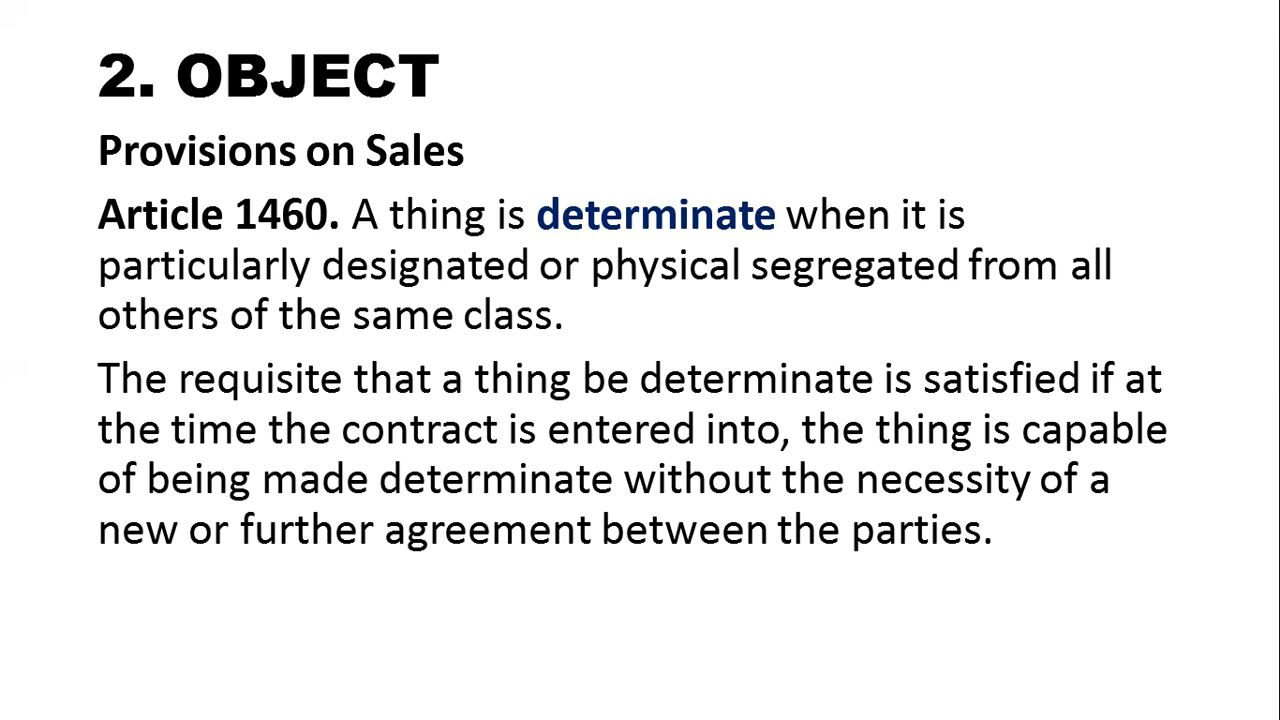 2. OBJECT
Provisions on Sales
Article 1460. A thing is determinate when it is
particularly designated or physical segregated from all
others of the same class.
The requisite that a thing be determinate is satisfied if at
the time the contract is entered into, the thing is capable
of being made determinate without the necessity of a
new or further agreement between the parties.